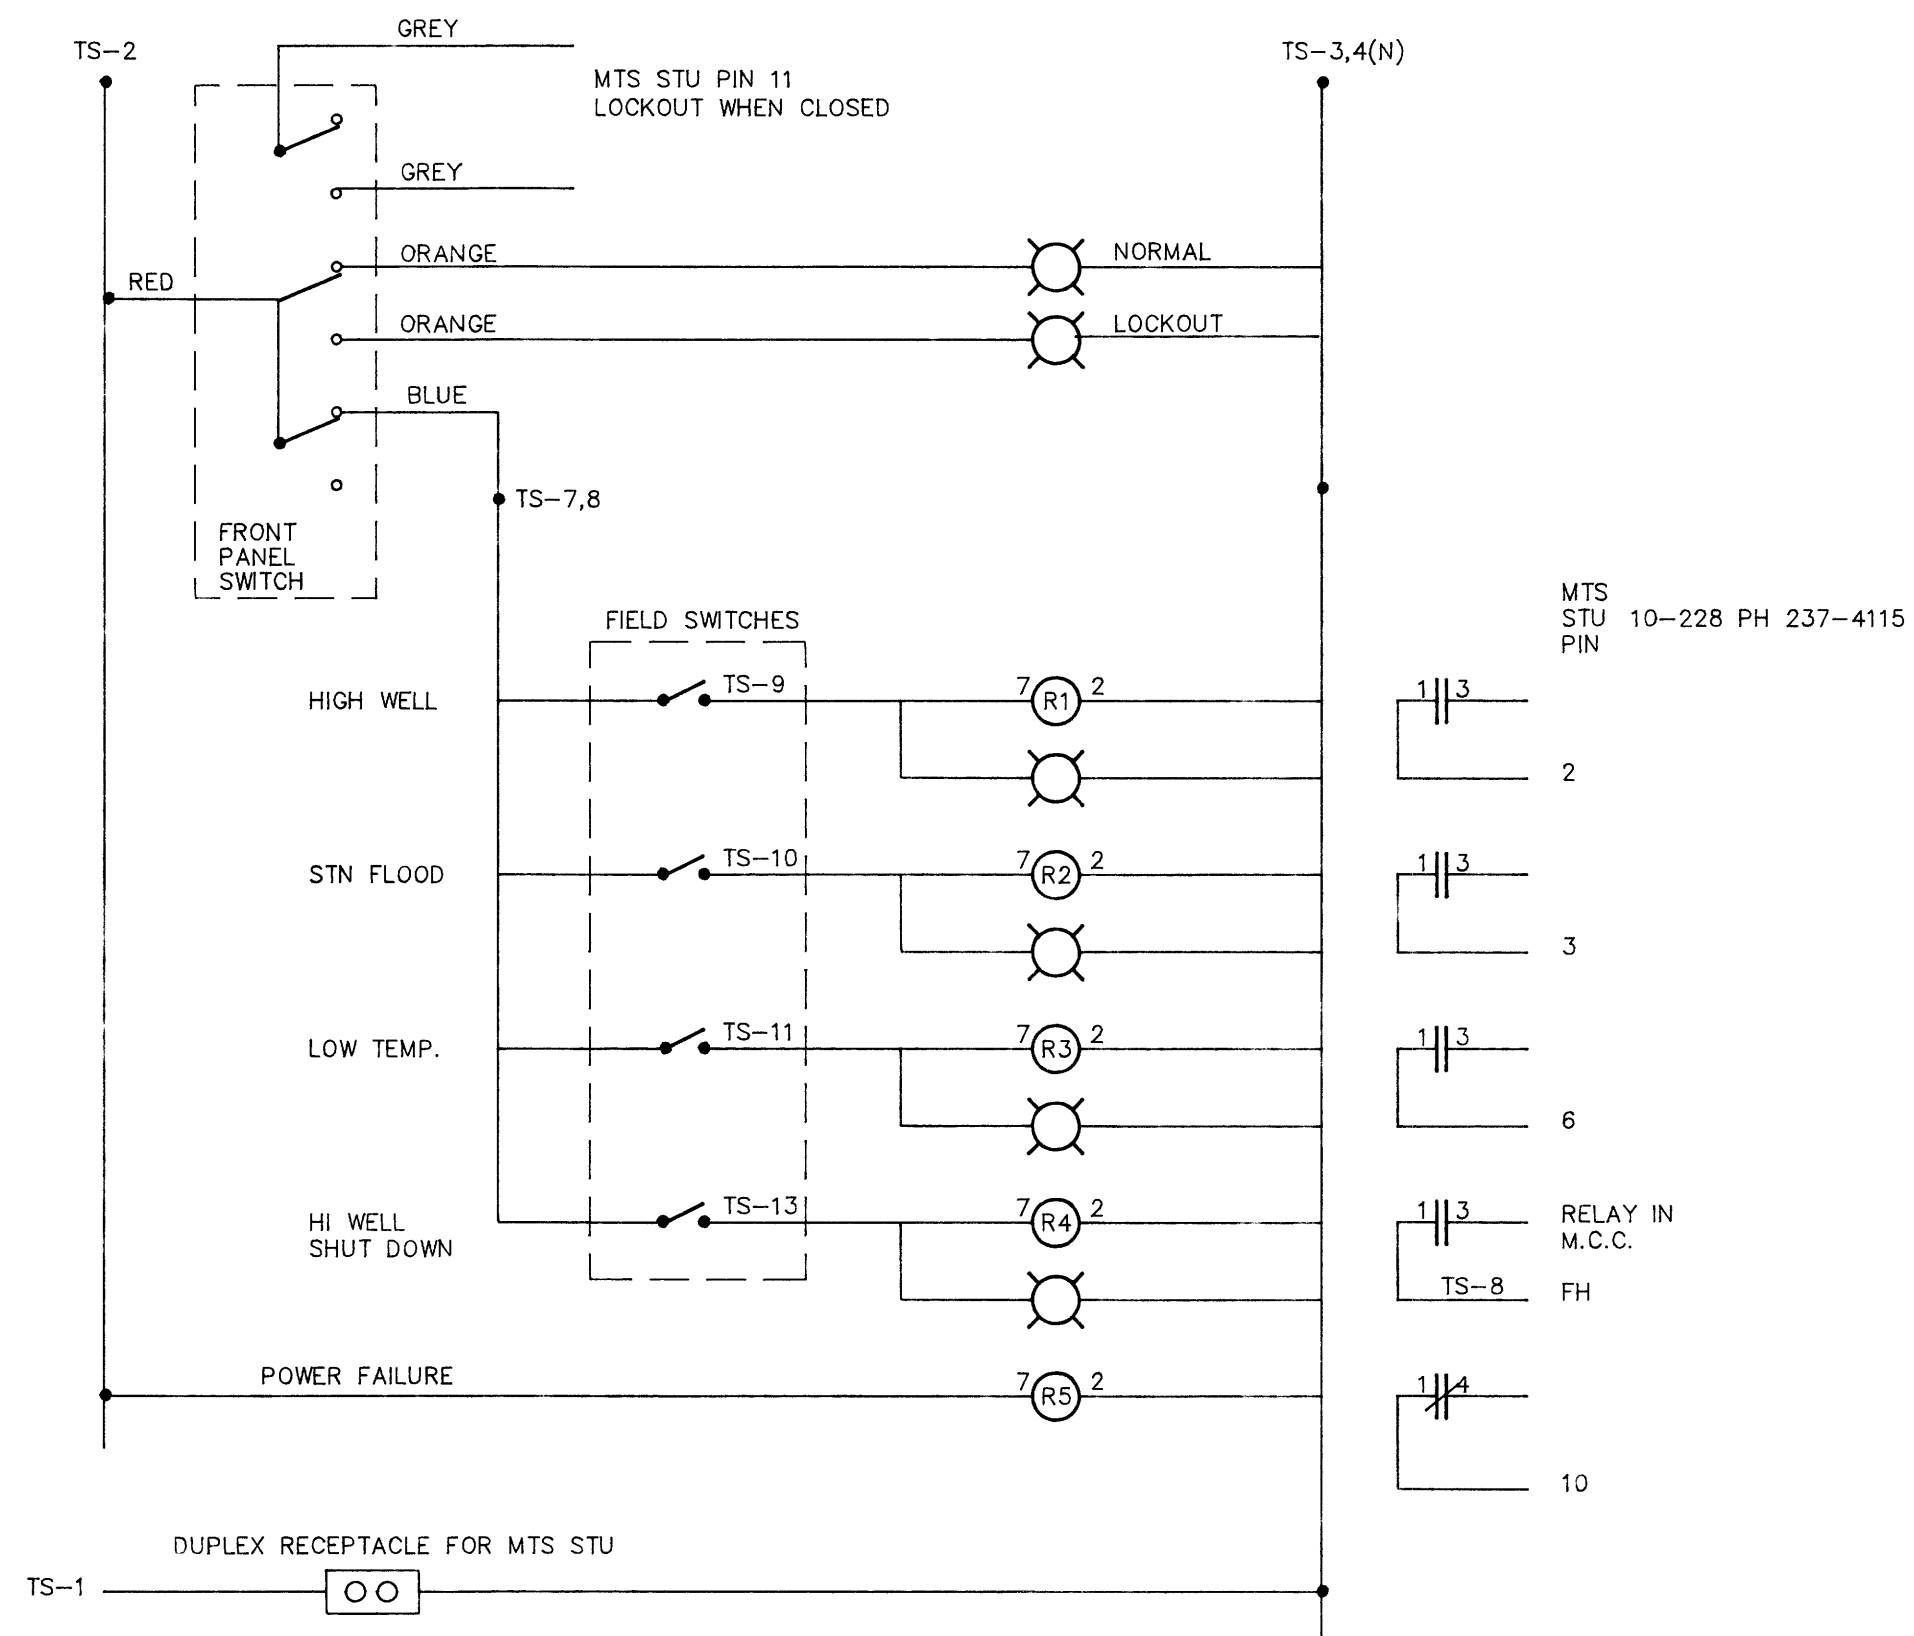 GREY
TS-2
TS-3,4(N)
MTS STU PIN 11
LOCKOUT WHEN CLOSED
GREY
ORANGE
NORMAL
RED
ORANGE
LOCKOUT
BLUE
TS-7,8
FRONT
PANEL
SWITCH
FIELD SWITCHES
MTS
STU 10-228 PH 237-4115
PIN
HIGH WELL
TS-9
7 R1 2
1 3
2
STN FLOOD
TS-10
7 R2 2
1 3
3
LOW TEMP.
TS-11
7 R3 2
1 3
6
HI WELL
SHUT DOWN
TS-13
7 R4 2
1 3
RELAY IN
M.C.C.
TS-8
FH
POWER FAILURE
7 R5 2
1 4
10
DUPLEX RECEPTACLE FOR MTS STU
TS-1